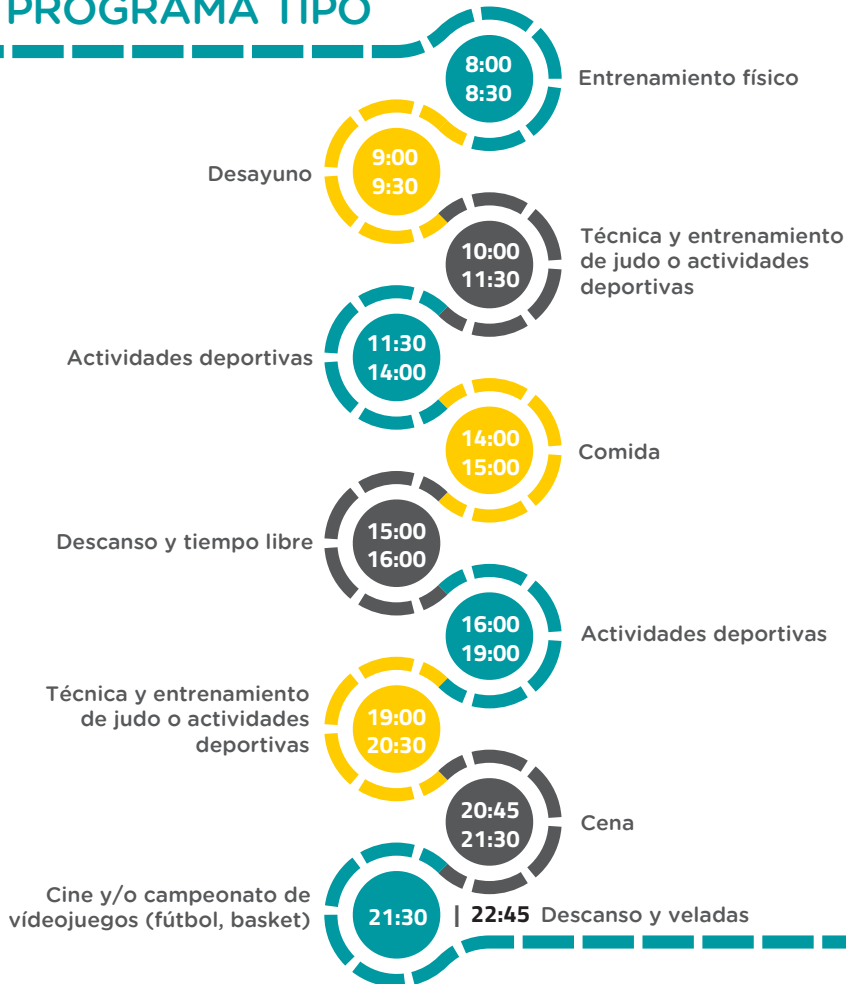 PROGRAMA TIPO
8:00
8:30
Entrenamiento físico
Desayuno
9:00
9:30
10:00
11:30
Técnica y entrenamiento
de judo o actividades
deportivas
Actividades deportivas
11:30
14:00
14:00
15:00
Comida
Descanso y tiempo libre
15:00
16:00
16:00
19:00
Actividades deportivas
Técnica y entrenamiento
de judo o actividades
deportivas
19:00
20:30
20:45
21:30
Cena
Cine y/o campeonato de
vídeojuegos (fútbol, basket)
21:30
| 22:45 Descanso y veladas